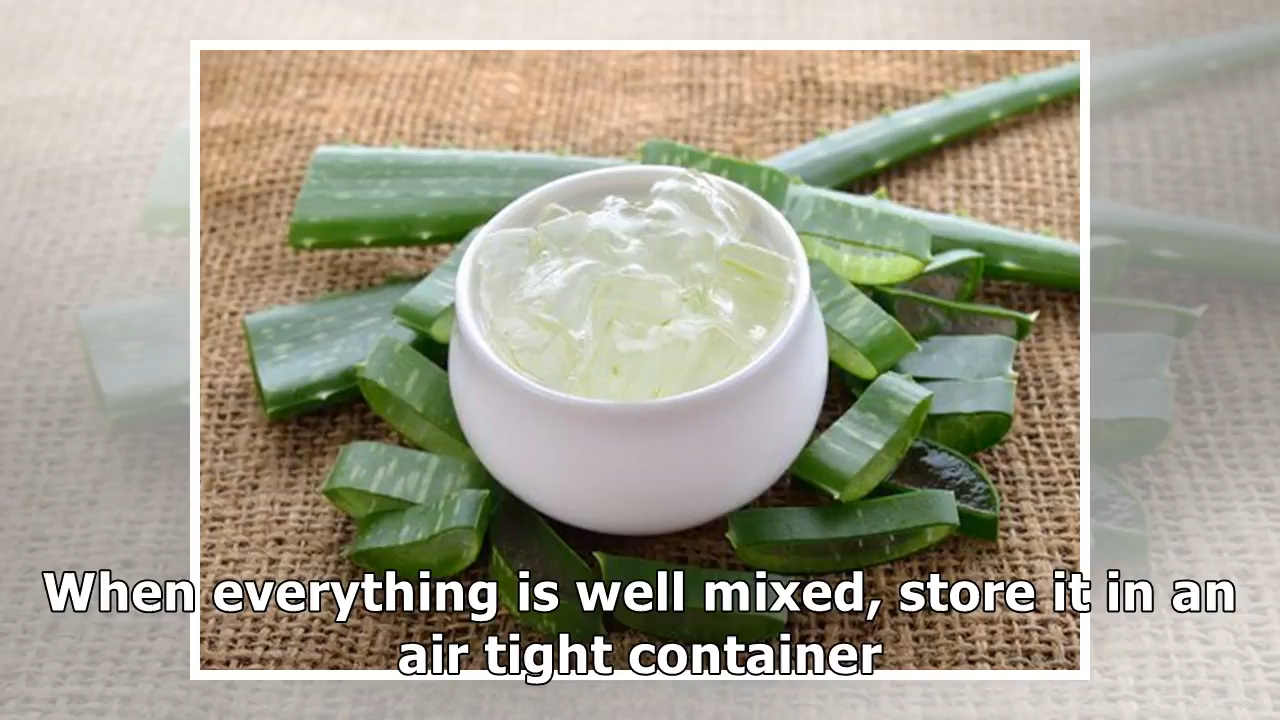 When everything is well mixed, store it in an
air tight container